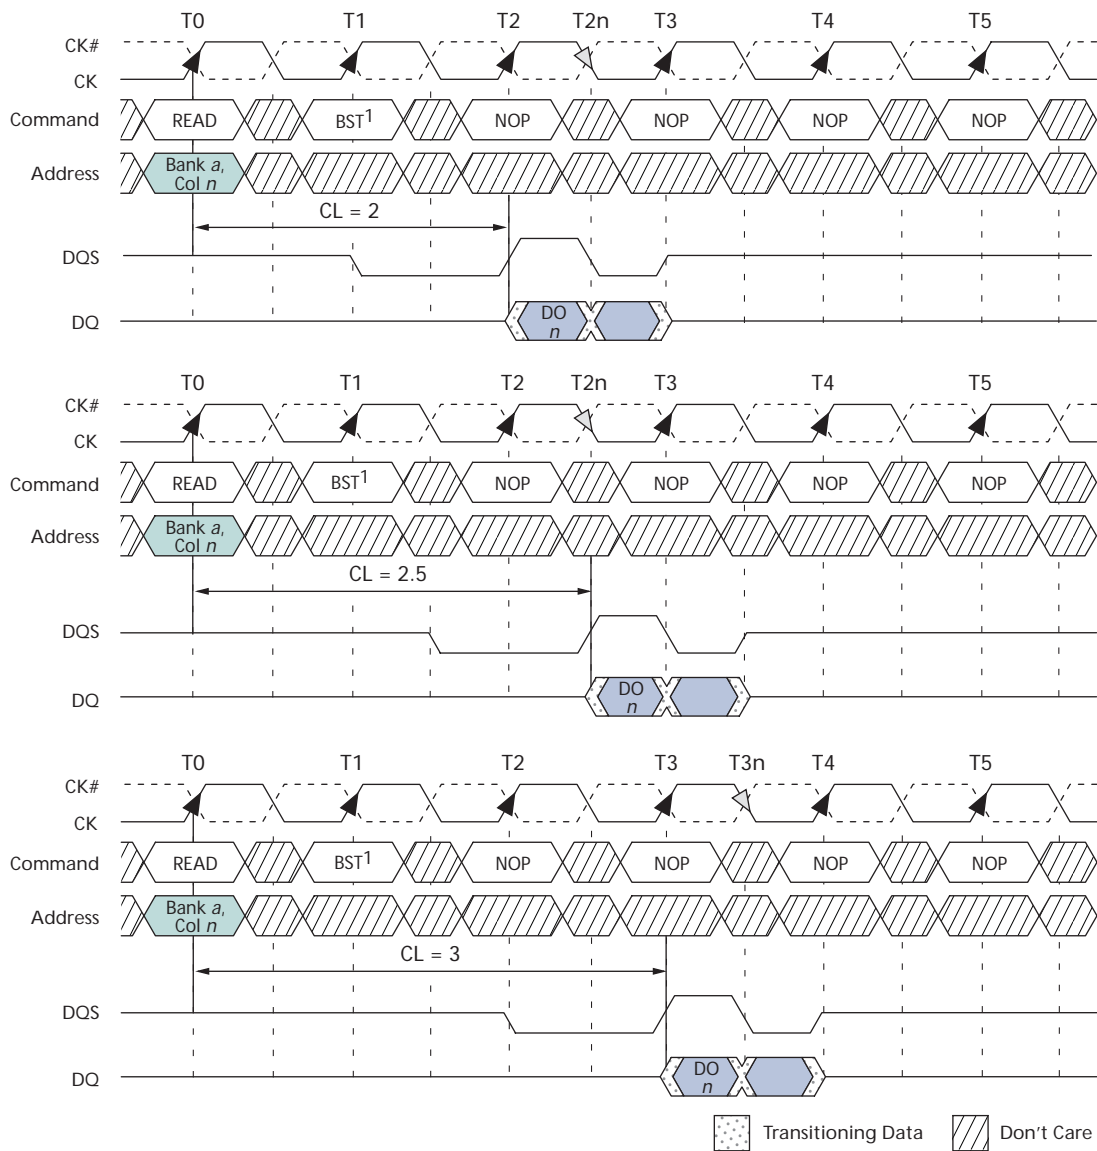 T0 T1 T2 T2n T3 T4 T5
CK#
CK
Command READ BST1 NOP NOP NOP NOP
Address Bank a,
Col n
CL = 2
DQS
DQ DO
n
T0 T1 T2 T2n T3 T4 T5
CK#
CK
Command READ BST1 NOP NOP NOP NOP
Address Bank a,
Col n
CL = 2.5
DQS
DQ DO
n
T0 T1 T2 T3 T3n T4 T5
CK#
CK
Command READ BST1 NOP NOP NOP NOP
Address Bank a,
Col n
CL = 3
DQS
DQ DO
n
Transitioning Data Don't Care